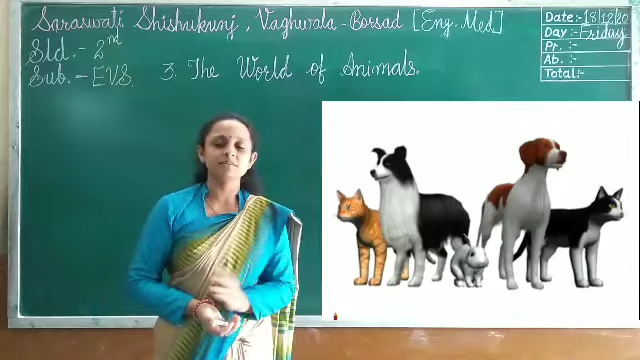 Saraswati Shishukunj, Vaghwala-Borsad [Eng. Med]
Std.- 2nd
Sub.- EVS.
3. The World of Animals.
Date:- 18/12/20
Day:- Friday
Pr. :-
Ab. :-
Total:-